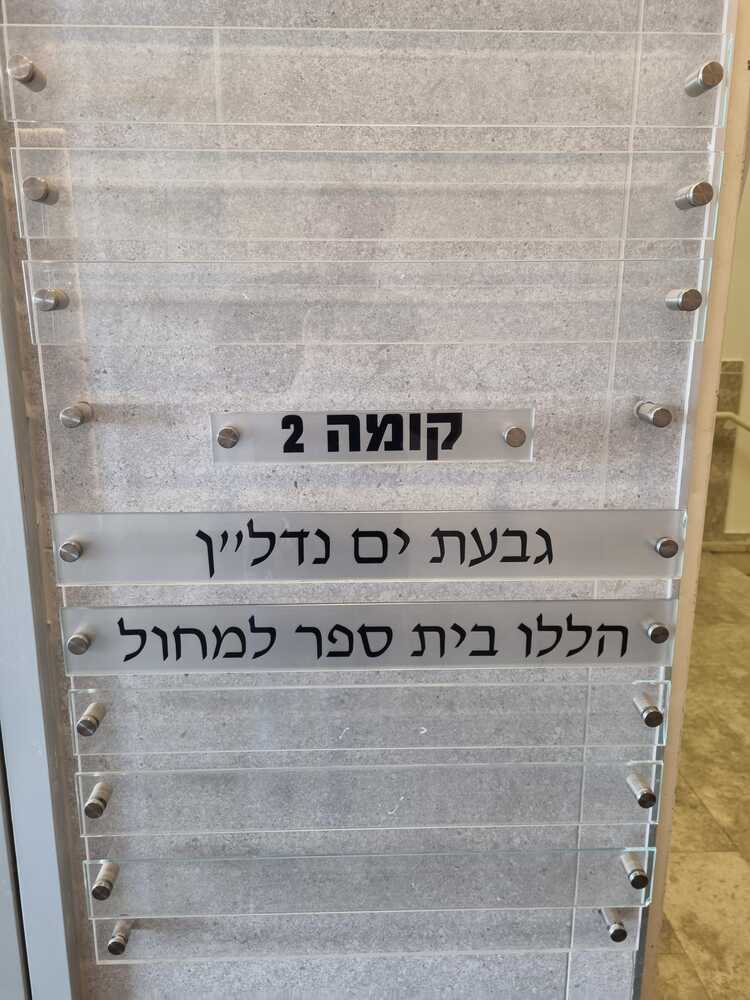 קומה 2
גבעת ים נדל״ן
הללו בית ספר למחול